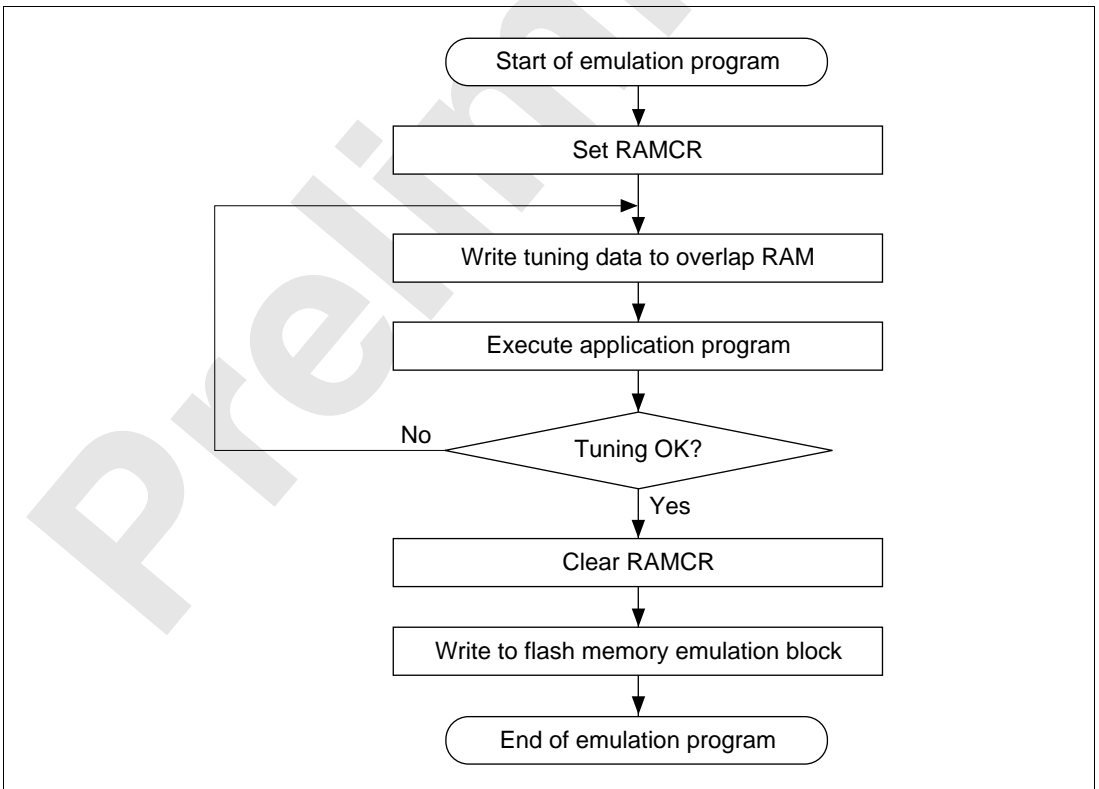 Start of emulation program
Set RAMCR
Write tuning data to overlap RAM
Execute application program
No
Tuning OK?
Yes
Clear RAMCR
Write to flash memory emulation block
End of emulation program
Prelim